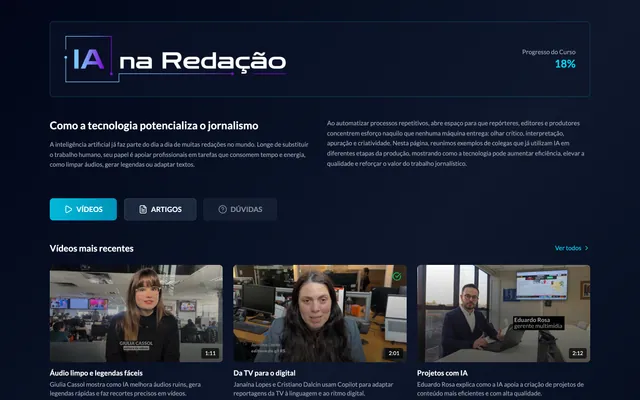 IA na Redação
Progresso do Curso
18%
Como a tecnologia potencializa o jornalismo
A inteligência artificial já faz parte do dia a dia de muitas redações no mundo. Longe de substituir
o trabalho humano, seu papel é apoiar profissionais em tarefas que consomem tempo e energia,
como limpar áudios, gerar legendas ou adaptar textos.
Ao automatizar processos repetitivos, abre espaço para que repórteres, editores e produtores
concentrem esforço naquilo que nenhuma máquina entrega: olhar crítico, interpretação,
apuração e criatividade. Nesta página, reunimos exemplos de colegas que já utilizam IA em
diferentes etapas da produção, mostrando como a tecnologia pode aumentar eficiência, elevar a
qualidade e reforçar o valor do trabalho jornalístico.
VÍDEOS
ARTIGOS
DÚVIDAS
Vídeos mais recentes
Ver todos
GIULIA CASSOL
1:11
2:01
Eduardo Rosa
gerente multimídia
2:12
Áudio limpo e legendas fáceis
Giulia Cassol mostra como IA melhora áudios ruins, gera
legendas rápidas e faz recortes precisos em vídeos.
Da TV para o digital
Janaína Lopes e Cristiano Dalcin usam Copilot para adaptar
reportagens da TV à linguagem e ao ritmo digital.
Projetos com IA
Eduardo Rosa explica como a IA apoia a criação de projetos de
conteúdo mais eficientes e com alta qualidade.